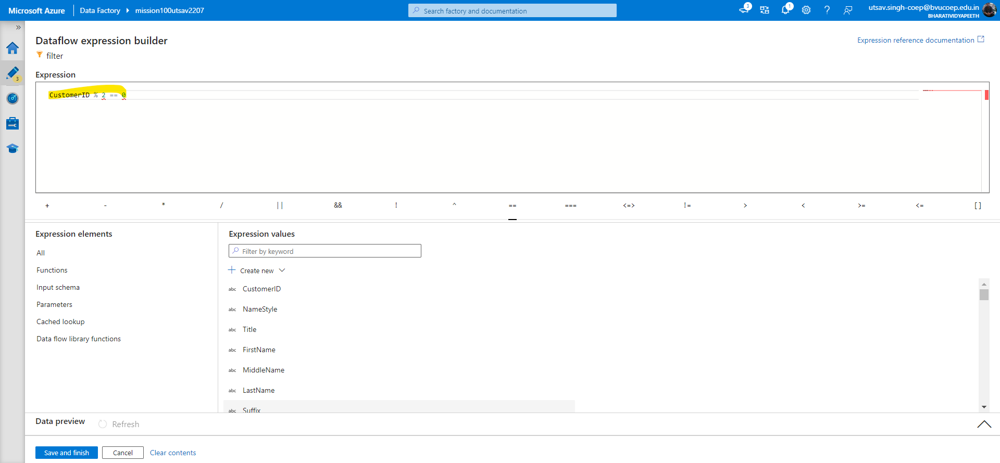 Microsoft Azure Data Factory mission100utsav2207 Search factory and documentation 3 1 utsav.singh-coep@bvucoep.edu.in
BHARATIVIDYAPEETH
Dataflow expression builder
Expression reference documentation
filter
3
Expression
CustomerID % 2 == 0
+ - * / || && ! ^ == === <=> != > < >= <= []
Expression elements
All
Functions
Input schema
Parameters
Cached lookup
Data flow library functions
Expression values
Filter by keyword
Create new
abc CustomerID
abc NameStyle
abc Title
abc FirstName
abc MiddleName
abc LastName
abc Suffix
Data preview Refresh
Save and finish Cancel Clear contents